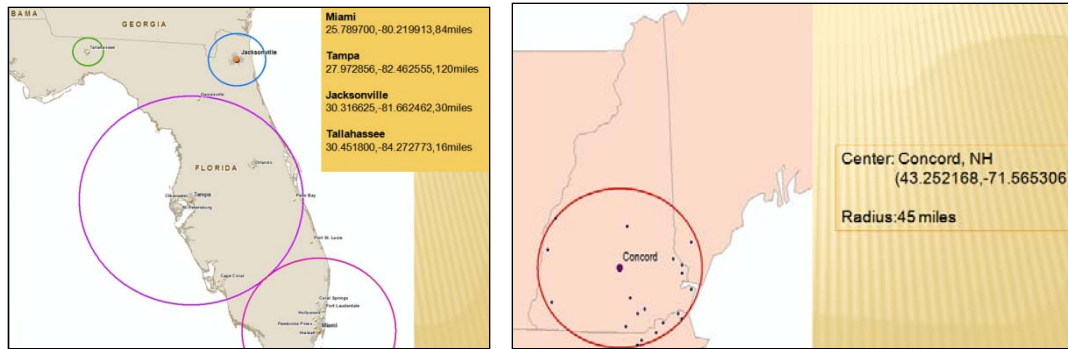 BAMA
GEORGIA
Tallahassee
Jacksonville
Gainesville
FLORIDA
Orlando
Clearwater
Tampa
St. Petersburg
Palm Bay
Port St. Lucie
Cape Coral
Coral Springs
Fort Lauderdale
Hollywood
Pembroke Pines
Hialeah
Miami
Miami
25.789700,-80.219913,84miles
Tampa
27.972856,-82.462555,120miles
Jacksonville
30.316625,-81.662462,30miles
Tallahassee
30.451800,-84.272773,16miles
Concord
Center: Concord, NH
(43.252168,-71.565306
Radius:45 miles